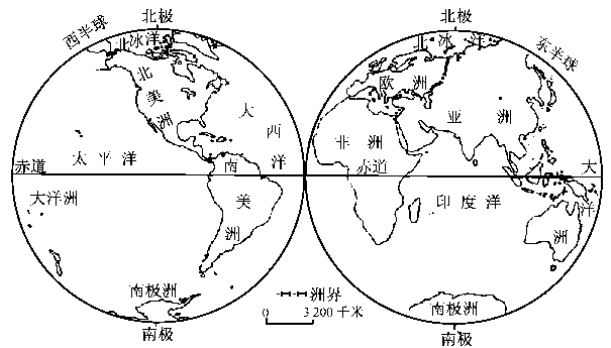 北极
西半球
北冰洋
北美洲
大西洋
太平洋
赤道
南美洲
大洋洲
南极洲
南极
北极
东半球
北冰洋
欧洲
亚洲
非洲
赤道
印度洋
大洋洲
南极洲
南极
洲界
0 3 200 千米